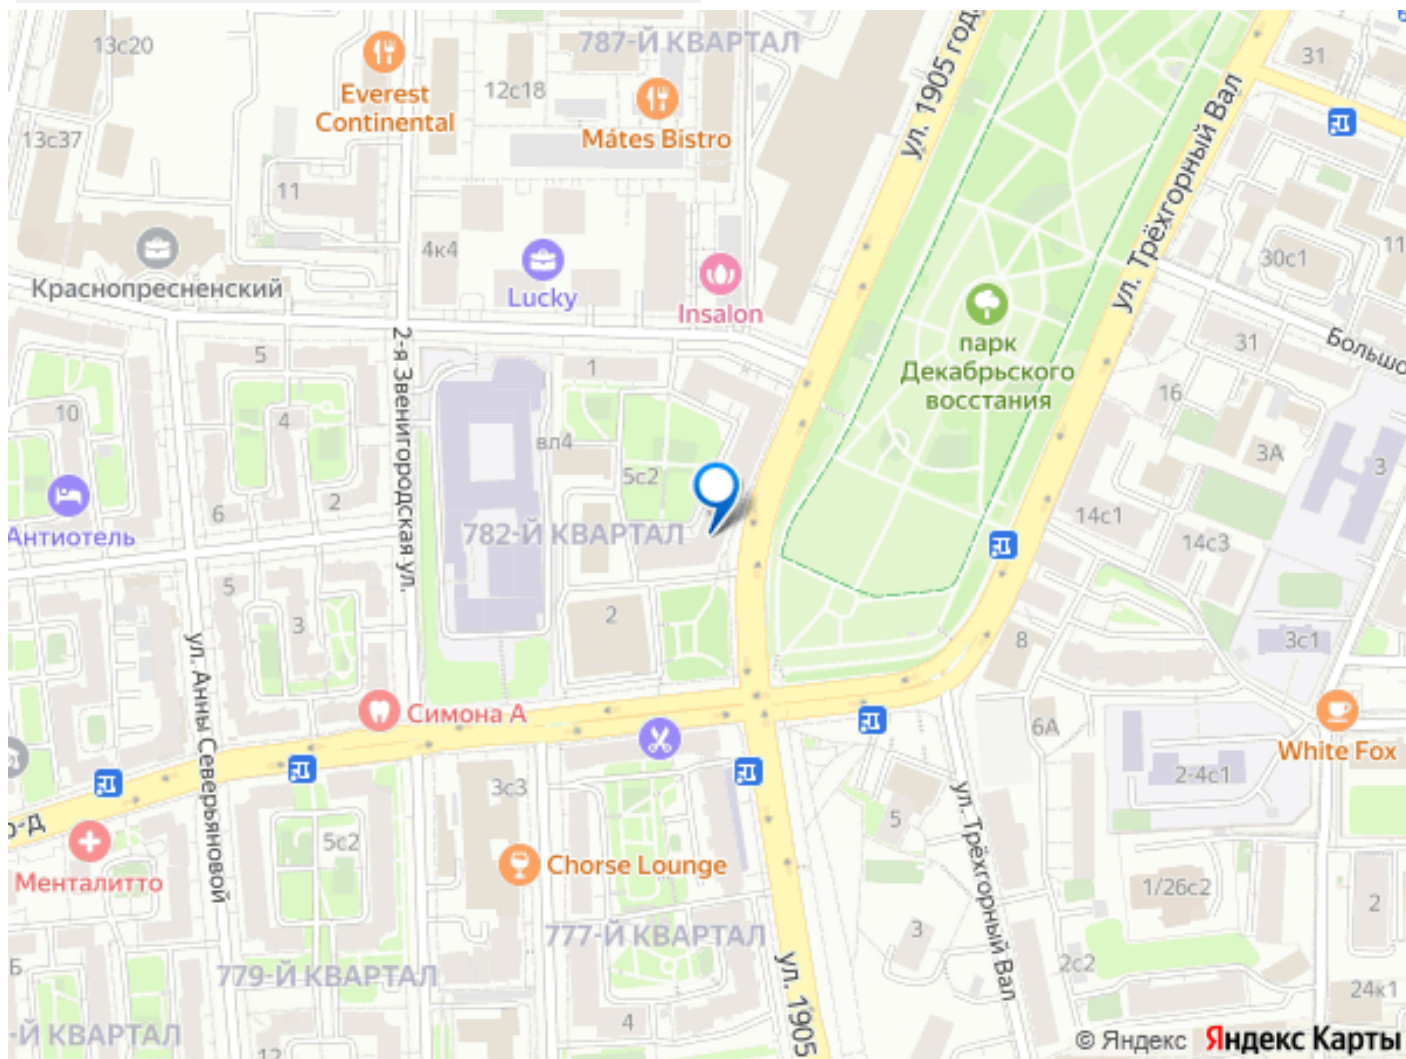 13с20
787-Й КВАРТАЛ
31
Everest
Continental
12с18
Mátes Bistro
13с37
11
ул. 1905 год
ул. Трёхгорный Вал
4к4
Краснопресненский
Lucky
Insalon
30с1
11
5
1
парк
Декабрьского
восстания
31
Большо
2-я Звенигородская ул.
10
4
16
вл4
5с2
3А
3
6
2
Антиотель
782-Й КВАРТАЛ
14с1
14с3
5
3
2
8
3с1
ул. Анны Северьяновой
Симона А
6А
White Fox
2-4с1
3с3
о-д
5с2
5
ул. Трёхгорный Вал
Менталитто
Chorse Lounge
1/26с2
2
777-Й КВАРТАЛ
3
779-Й КВАРТАЛ
ул. 1905
2с2
Б
24к1
-Й КВАРТАЛ
4
12
© Яндекс Яндекс Карты